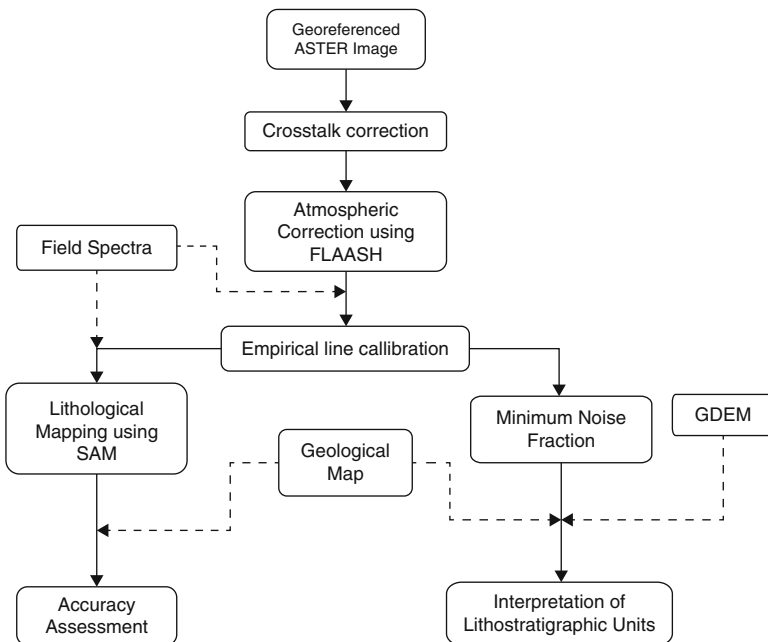 Georeferenced
ASTER Image
Crosstalk correction
Atmospheric
Correction using
FLAASH
Field Spectra
Empirical line callibration
Lithological
Mapping using
SAM
Geological
Map
Minimum Noise
Fraction
GDEM
Accuracy
Assessment
Interpretation of
Lithostratigraphic Units